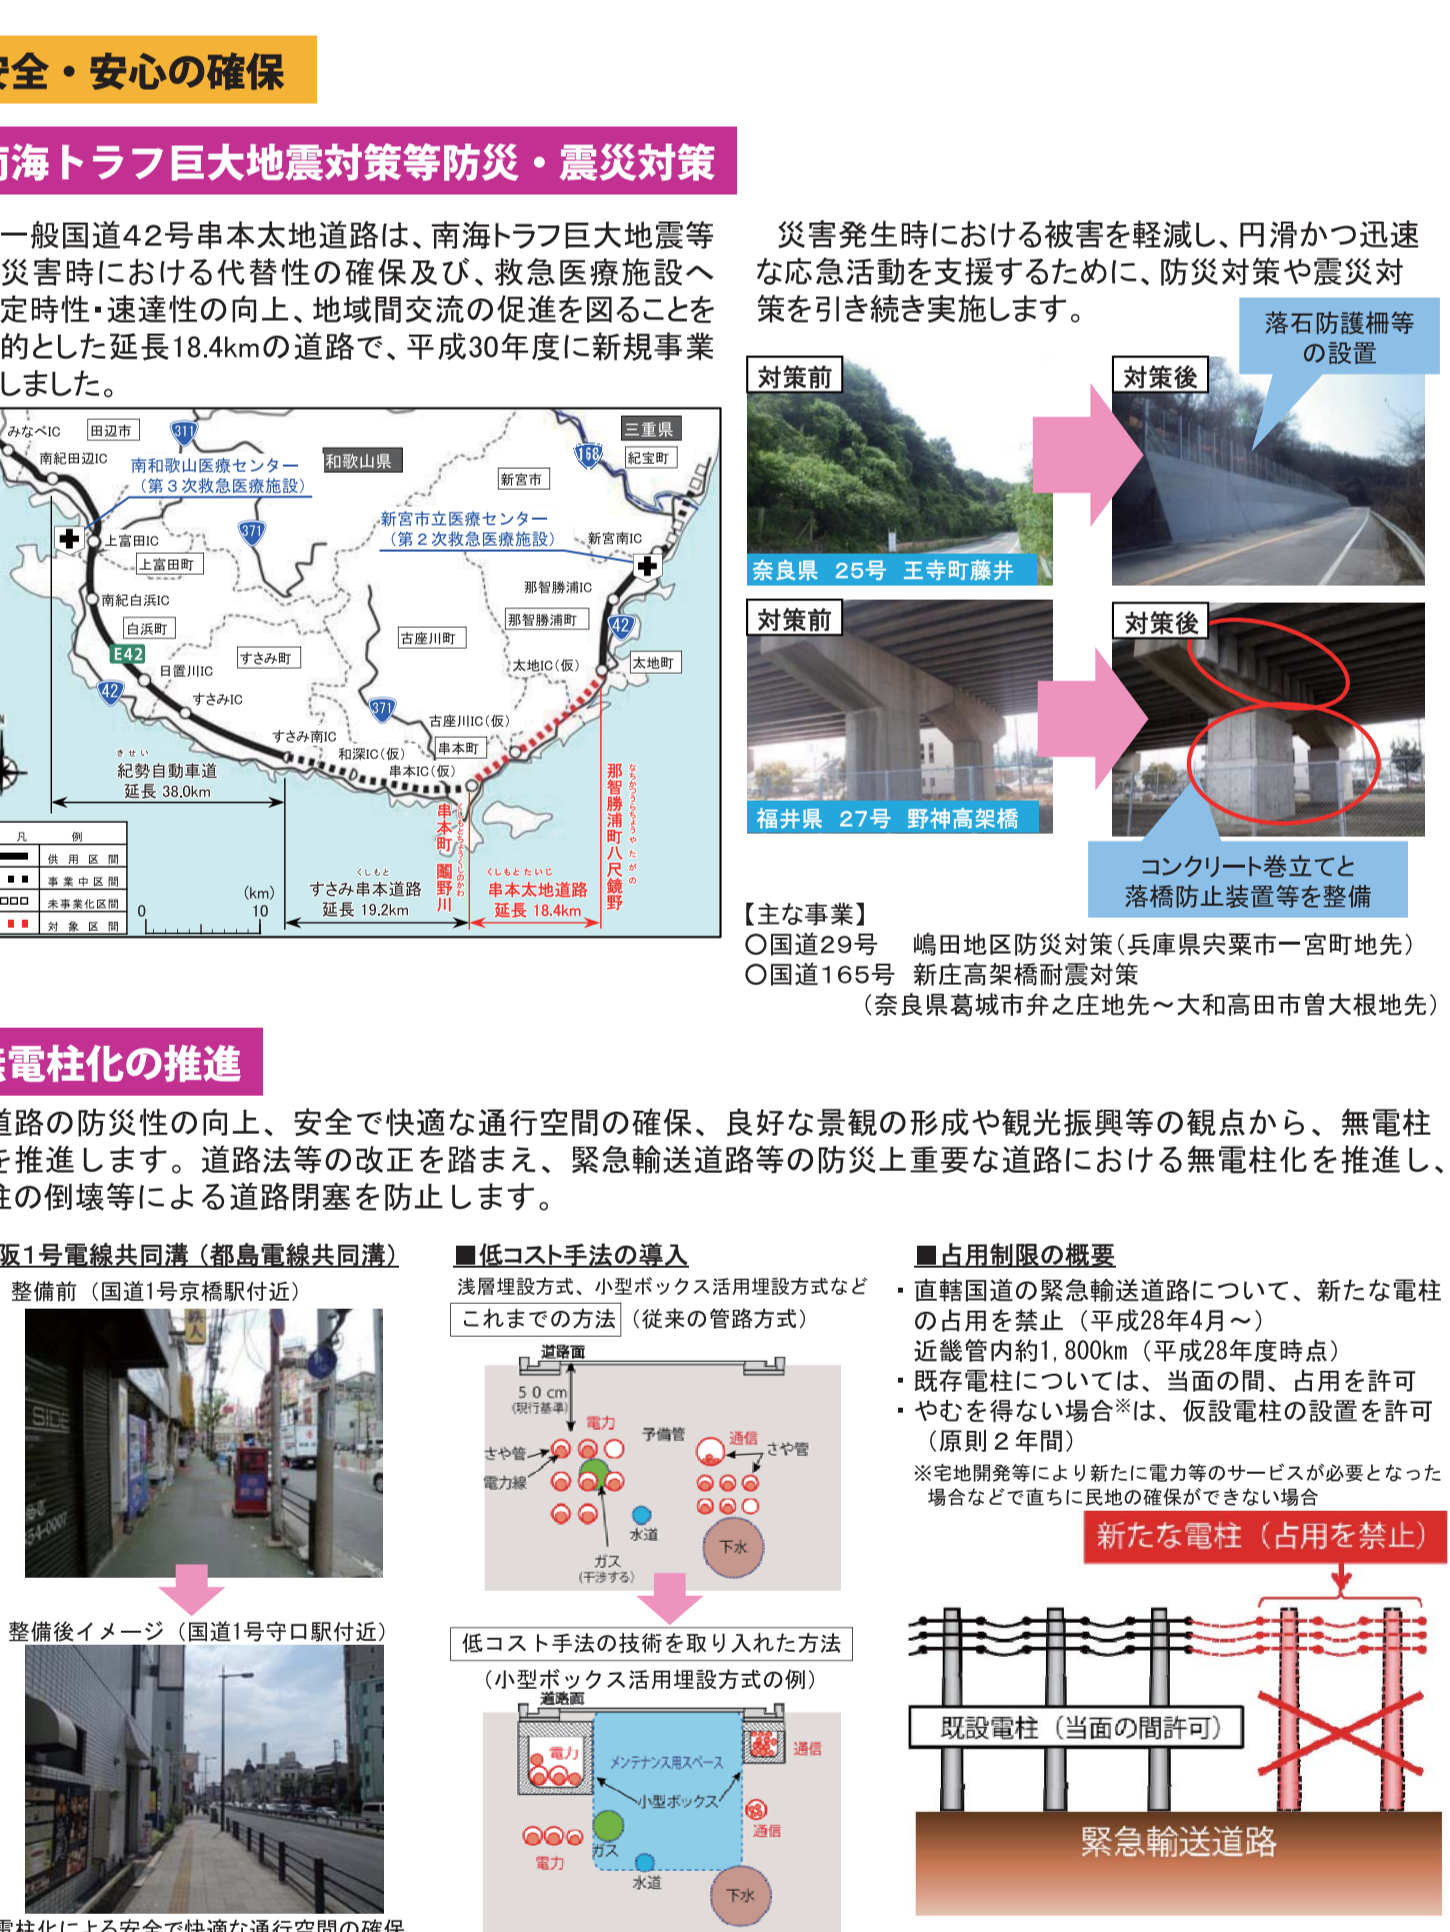 安全・安心の確保
南海トラフ巨大地震対策等防災・震災対策
一般国道42号串本太地道路は、南海トラフ巨大地震等
災害時における代替性の確保及び、救急医療施設へ
定時性・速達性の向上、地域間交流の促進を図ることを
的とした延長18.4kmの道路で、平成30年度に新規事業
しました。
みなべIC
田辺市
311
南紀田辺IC
南和歌山医療センター
（第３次救急医療施設）
和歌山県
三重県
168
紀宝町
新宮市
371
新宮市立医療センター
（第２次救急医療施設）
新宮南IC
上富田IC
上富田町
那智勝浦IC
南紀白浜IC
白浜町
那智勝浦町
42
古座川町
E42
すさみ町
日置川IC
太地IC（仮）
太地町
42
すさみIC
371
古座川IC（仮）
すさみ南IC
和深IC（仮）
串本町
串本IC（仮）
N
きせい
紀勢自動車道
延長 38.0km
凡 例
供用区間
事業中区間
未事業化区間
対象区間
(km)
0 10
くしもと
すさみ串本道路
延長 19.2km
串本町
鬮野川
くしもとたいじ
串本太地道路
延長 18.4km
那智勝浦町八尺鏡野
災害発生時における被害を軽減し、円滑かつ迅速
な応急活動を支援するために、防災対策や震災対
策を引き続き実施します。
落石防護柵等
の設置
対策前
対策後
奈良県　25号　王寺町藤井
対策前
対策後
福井県　27号　野神高架橋
コンクリート巻立てと
落橋防止装置等を整備
【主な事業】
○国道29号　嶋田地区防災対策（兵庫県宍粟市一宮町地先）
○国道165号　新庄高架橋耐震対策
（奈良県葛城市弁之庄地先～大和高田市曽大根地先）
無電柱化の推進
道路の防災性の向上、安全で快適な通行空間の確保、良好な景観の形成や観光振興等の観点から、無電柱
を推進します。道路法等の改正を踏まえ、緊急輸送道路等の防災上重要な道路における無電柱化を推進し、
柱の倒壊等による道路閉塞を防止します。
阪１号電線共同溝（都島電線共同溝）
整備前（国道1号京橋駅付近）
SIDE
整備後イメージ（国道1号守口駅付近）
電柱化による安全で快適な通行空間の確保
■低コスト手法の導入
浅層埋設方式、小型ボックス活用埋設方式など
これまでの方法（従来の管路方式）
道路面
５０cm
（現行基準）
電力
予備管
通信
さや管
さや管
電力線
水道
下水
ガス
（干渉する）
低コスト手法の技術を取り入れた方法
（小型ボックス活用埋設方式の例）
道路面
電力
メンテナンス用スペース
通信
小型ボックス
通信
ガス
電力
水道
下水
■占用制限の概要
・直轄国道の緊急輸送道路について、新たな電柱
の占用を禁止（平成28年4月～）
近畿管内約1,800km（平成28年度時点）
・既存電柱については、当面の間、占用を許可
・やむを得ない場合※は、仮設電柱の設置を許可
（原則２年間）
※宅地開発等により新たに電力等のサービスが必要となった
場合などで直ちに民地の確保ができない場合
新たな電柱（占用を禁止）
既設電柱（当面の間許可）
緊急輸送道路